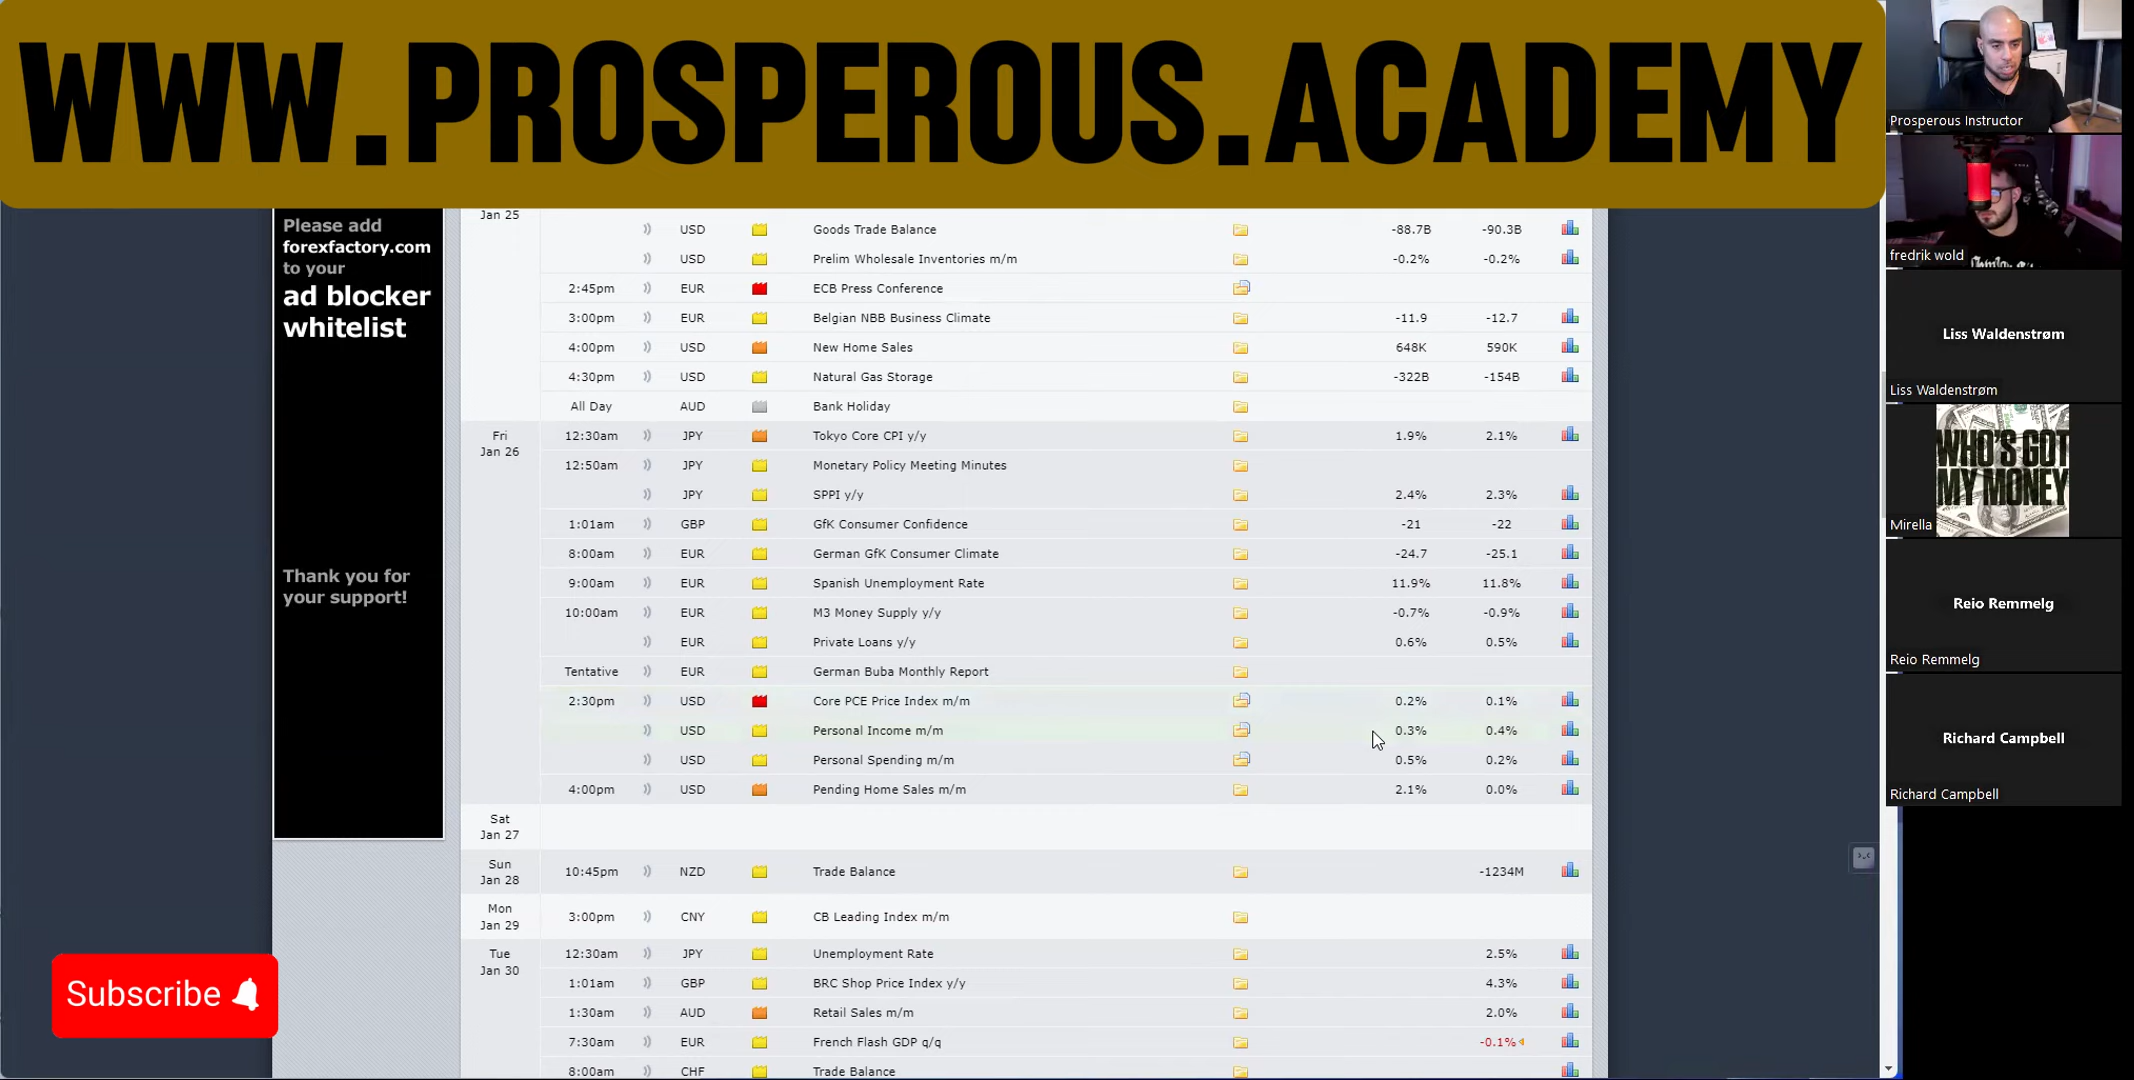 WWW.PROSPEROUS.ACADEMY
Please add
forexfactory.com
to your
ad blocker
whitelist
Thank you for
your support!
Subscribe
Jan 25
USD Goods Trade Balance -88.7B -90.3B
USD Prelim Wholesale Inventories m/m -0.2% -0.2%
2:45pm EUR ECB Press Conference
3:00pm EUR Belgian NBB Business Climate -11.9 -12.7
4:00pm USD New Home Sales 648K 590K
4:30pm USD Natural Gas Storage -322B -154B
All Day AUD Bank Holiday
Fri
Jan 26
12:30am JPY Tokyo Core CPI y/y 1.9% 2.1%
12:50am JPY Monetary Policy Meeting Minutes
JPY SPPI y/y 2.4% 2.3%
1:01am GBP GfK Consumer Confidence -21 -22
8:00am EUR German GfK Consumer Climate -24.7 -25.1
9:00am EUR Spanish Unemployment Rate 11.9% 11.8%
10:00am EUR M3 Money Supply y/y -0.7% -0.9%
EUR Private Loans y/y 0.6% 0.5%
Tentative EUR German Buba Monthly Report
2:30pm USD Core PCE Price Index m/m 0.2% 0.1%
USD Personal Income m/m 0.3% 0.4%
USD Personal Spending m/m 0.5% 0.2%
4:00pm USD Pending Home Sales m/m 2.1% 0.0%
Sat
Jan 27
Sun
Jan 28
10:45pm NZD Trade Balance -1234M
Mon
Jan 29
3:00pm CNY CB Leading Index m/m
Tue
Jan 30
12:30am JPY Unemployment Rate 2.5%
1:01am GBP BRC Shop Price Index y/y 4.3%
1:30am AUD Retail Sales m/m 2.0%
7:30am EUR French Flash GDP q/q -0.1%
8:00am CHF Trade Balance
Prosperous Instructor
fredrik wold
Liss Waldenstrøm
Liss Waldenstrøm
WHO'S GOT
MY MONEY
Mirella
Reio Remmelg
Reio Remmelg
Richard Campbell
Richard Campbell